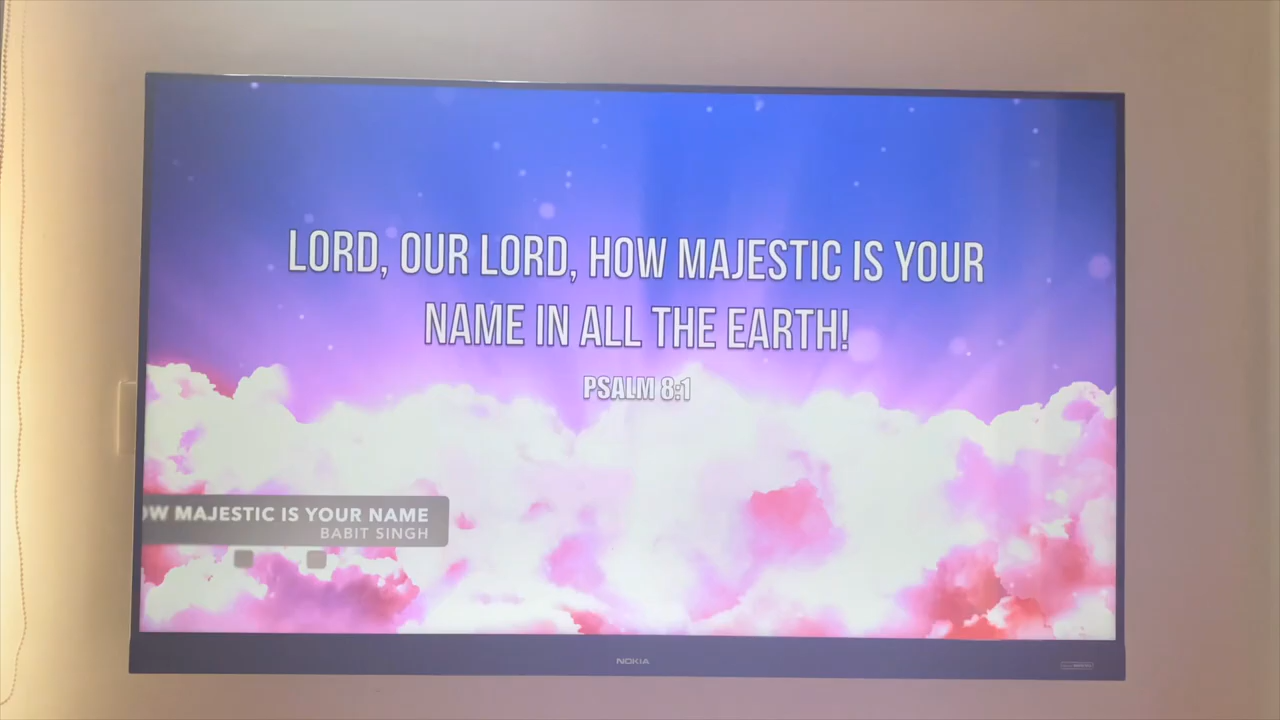 LORD, OUR LORD, HOW MAJESTIC IS YOUR
NAME IN ALL THE EARTH!
PSALM 8:1
MAJESTIC IS YOUR NAME
BABIT SINGH
NOKIA